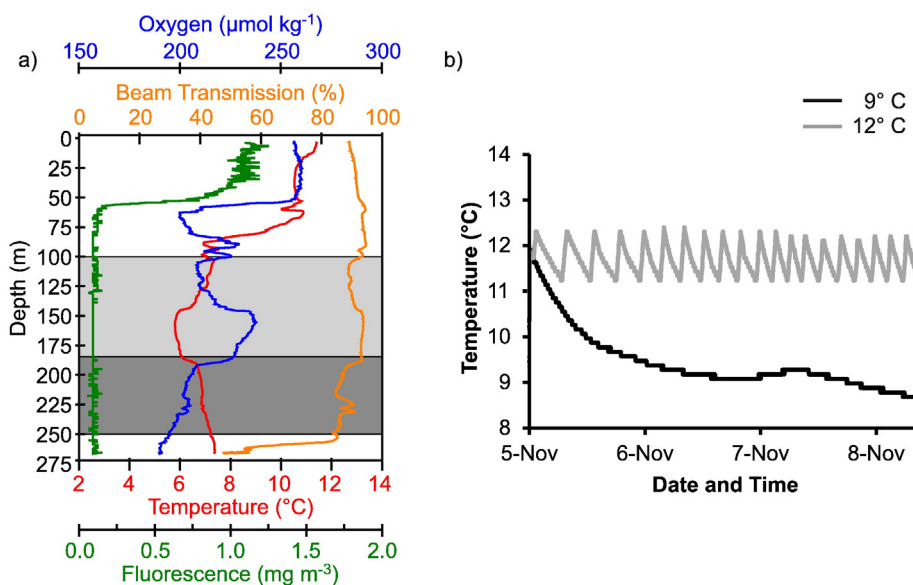 Oxygen (µmol kg⁻¹)
150 200 250 300
a)
Beam Transmission (%)
0 20 40 60 80 100
0
25
50
75
100
125
150
175
200
225
250
275
Depth (m)
2 4 6 8 10 12 14
Temperature (°C)
0.0 0.5 1.0 1.5 2.0
Fluorescence (mg m⁻³)
b)
9° C
12° C
14
13
12
11
10
9
8
Temperature (°C)
5-Nov 6-Nov 7-Nov 8-Nov
Date and Time